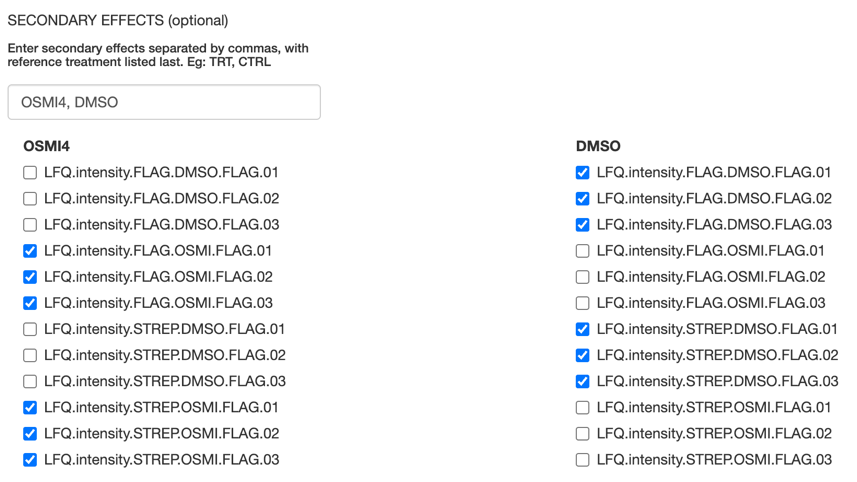 SECONDARY EFFECTS (optional)
Enter secondary effects separated by commas, with
reference treatment listed last. Eg: TRT, CTRL
OSMI4, DMSO
OSMI4
LFQ.intensity.FLAG.DMSO.FLAG.01
LFQ.intensity.FLAG.DMSO.FLAG.02
LFQ.intensity.FLAG.DMSO.FLAG.03
LFQ.intensity.FLAG.OSMI.FLAG.01
LFQ.intensity.FLAG.OSMI.FLAG.02
LFQ.intensity.FLAG.OSMI.FLAG.03
LFQ.intensity.STREP.DMSO.FLAG.01
LFQ.intensity.STREP.DMSO.FLAG.02
LFQ.intensity.STREP.DMSO.FLAG.03
LFQ.intensity.STREP.OSMI.FLAG.01
LFQ.intensity.STREP.OSMI.FLAG.02
LFQ.intensity.STREP.OSMI.FLAG.03
DMSO
LFQ.intensity.FLAG.DMSO.FLAG.01
LFQ.intensity.FLAG.DMSO.FLAG.02
LFQ.intensity.FLAG.DMSO.FLAG.03
LFQ.intensity.FLAG.OSMI.FLAG.01
LFQ.intensity.FLAG.OSMI.FLAG.02
LFQ.intensity.FLAG.OSMI.FLAG.03
LFQ.intensity.STREP.DMSO.FLAG.01
LFQ.intensity.STREP.DMSO.FLAG.02
LFQ.intensity.STREP.DMSO.FLAG.03
LFQ.intensity.STREP.OSMI.FLAG.01
LFQ.intensity.STREP.OSMI.FLAG.02
LFQ.intensity.STREP.OSMI.FLAG.03